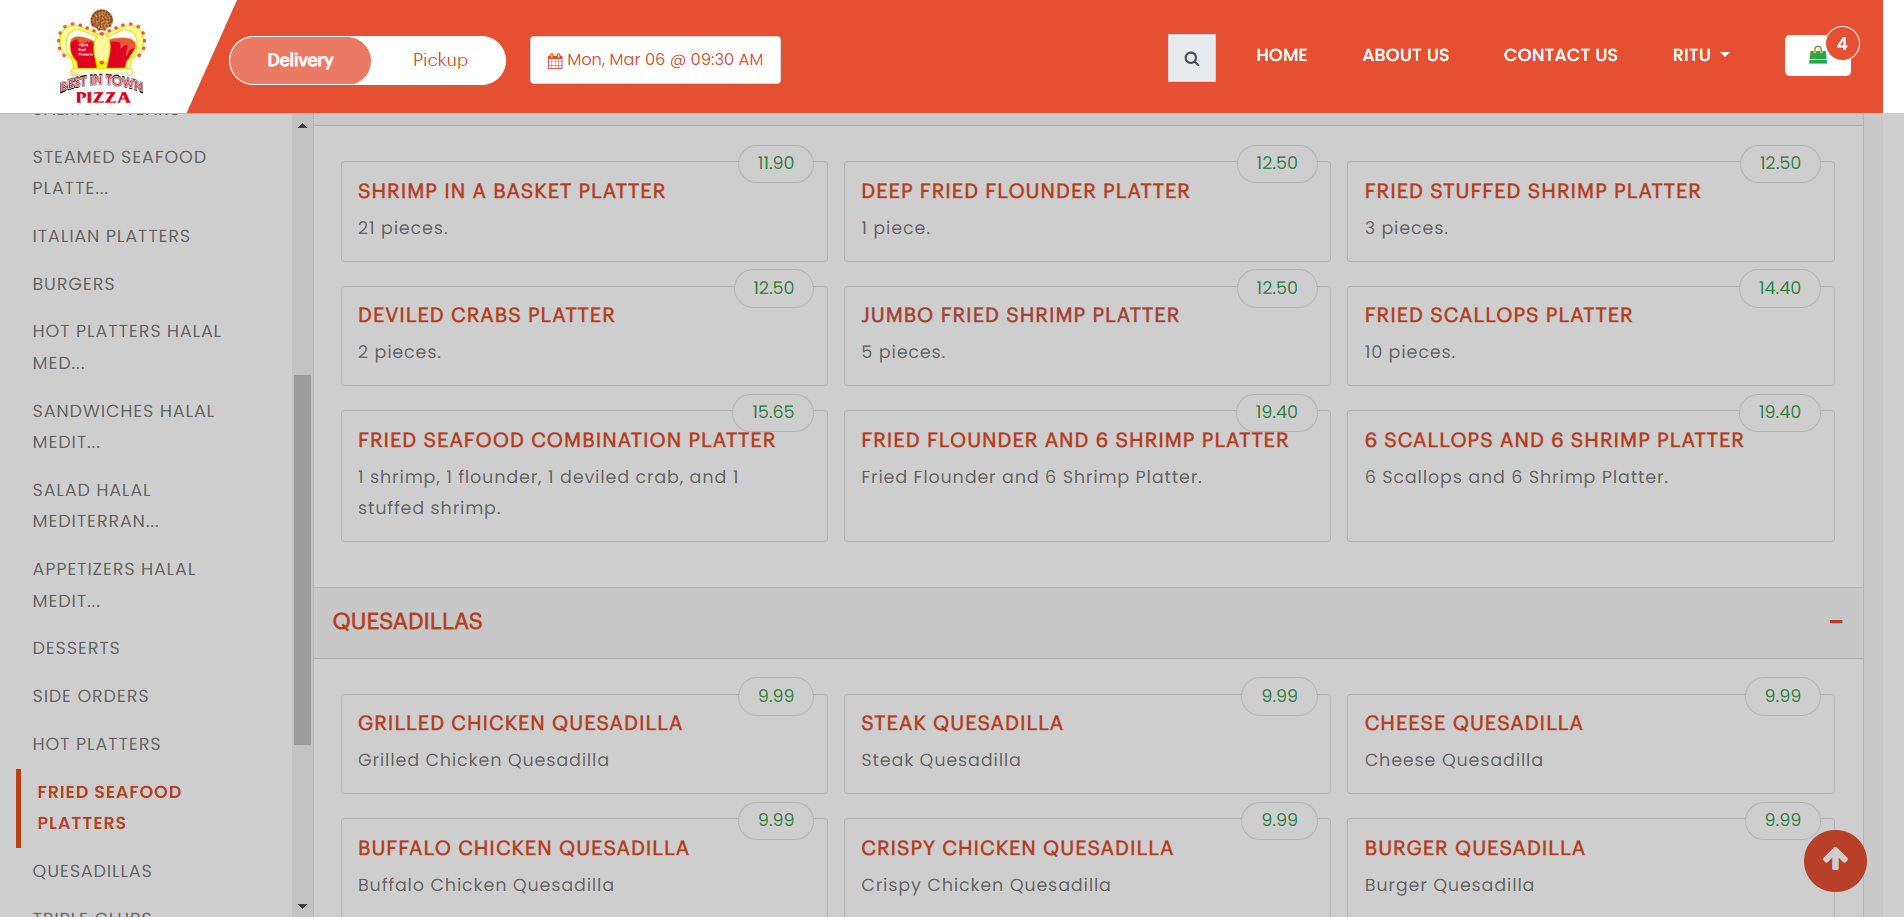 BEST IN TOWN
PIZZA
Delivery
Pickup
Mon, Mar 06 @ 09:30 AM
HOME
ABOUT US
CONTACT US
RITU
4
STEAMED SEAFOOD
PLATTE...
ITALIAN PLATTERS
BURGERS
HOT PLATTERS HALAL
MED...
SANDWICHES HALAL
MEDIT...
SALAD HALAL
MEDITERRAN...
APPETIZERS HALAL
MEDIT...
DESSERTS
SIDE ORDERS
HOT PLATTERS
FRIED SEAFOOD
PLATTERS
QUESADILLAS
TRIPLE CLUBS
11.90
SHRIMP IN A BASKET PLATTER
21 pieces.
12.50
DEEP FRIED FLOUNDER PLATTER
1 piece.
12.50
FRIED STUFFED SHRIMP PLATTER
3 pieces.
12.50
DEVILED CRABS PLATTER
2 pieces.
12.50
JUMBO FRIED SHRIMP PLATTER
5 pieces.
14.40
FRIED SCALLOPS PLATTER
10 pieces.
15.65
FRIED SEAFOOD COMBINATION PLATTER
1 shrimp, 1 flounder, 1 deviled crab, and 1
stuffed shrimp.
19.40
FRIED FLOUNDER AND 6 SHRIMP PLATTER
Fried Flounder and 6 Shrimp Platter.
19.40
6 SCALLOPS AND 6 SHRIMP PLATTER
6 Scallops and 6 Shrimp Platter.
QUESADILLAS
9.99
GRILLED CHICKEN QUESADILLA
Grilled Chicken Quesadilla
9.99
STEAK QUESADILLA
Steak Quesadilla
9.99
CHEESE QUESADILLA
Cheese Quesadilla
9.99
BUFFALO CHICKEN QUESADILLA
Buffalo Chicken Quesadilla
9.99
CRISPY CHICKEN QUESADILLA
Crispy Chicken Quesadilla
9.99
BURGER QUESADILLA
Burger Quesadilla